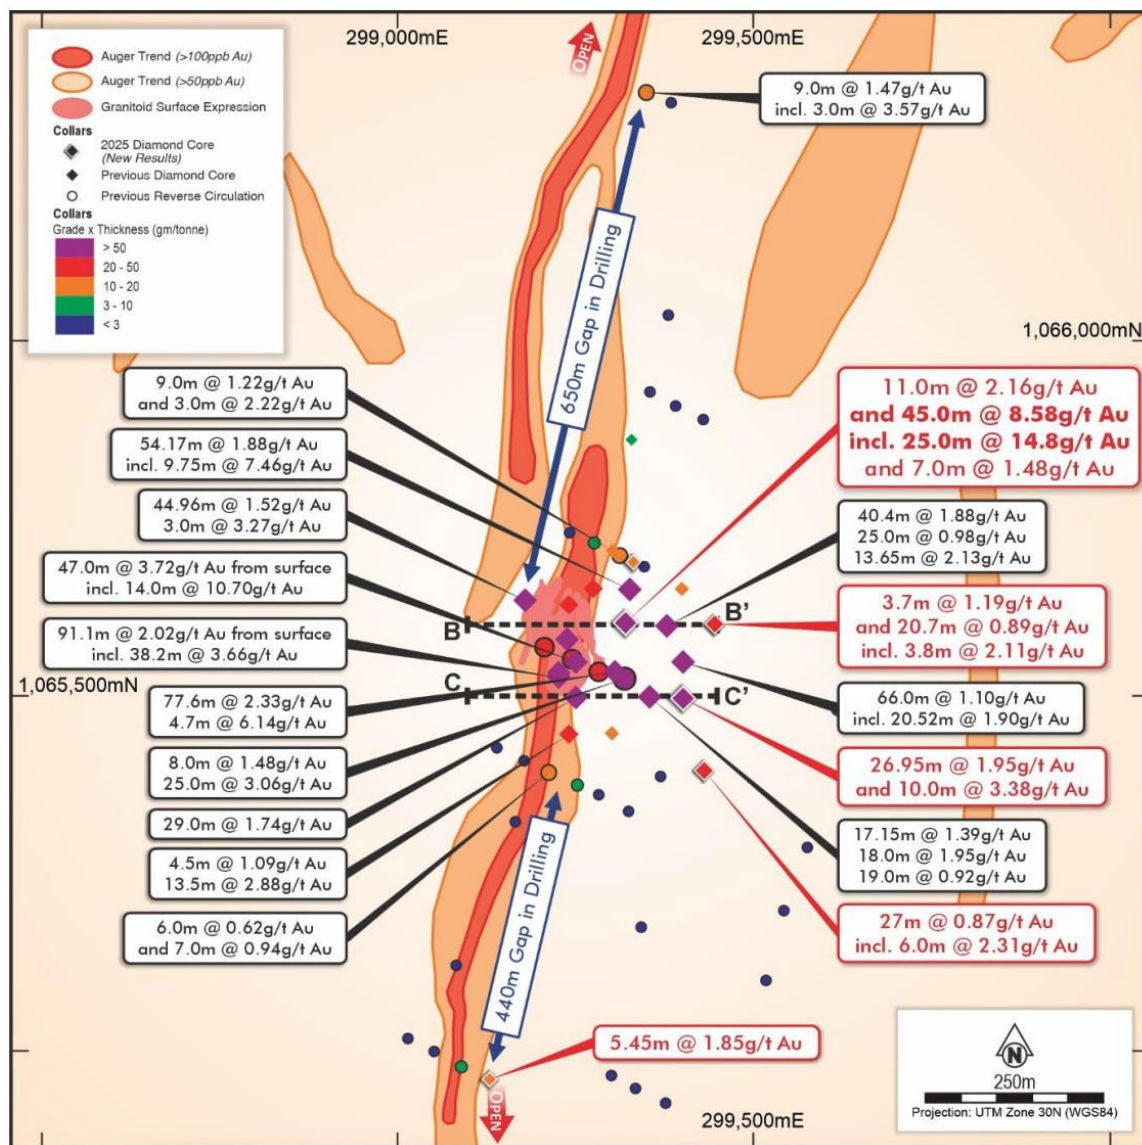 299,000mE
299,500mE
OPEN
Auger Trend (>100ppb Au)
Auger Trend (>50ppb Au)
Granitoid Surface Expression
Collars
2025 Diamond Core
(New Results)
Previous Diamond Core
Previous Reverse Circulation
Collars
Grade x Thickness (gm/tonne)
> 50
20 - 50
10 - 20
3 - 10
< 3
9.0m @ 1.47g/t Au
incl. 3.0m @ 3.57g/t Au
650m Gap in Drilling
1,066,000mN
9.0m @ 1.22g/t Au
and 3.0m @ 2.22g/t Au
54.17m @ 1.88g/t Au
incl. 9.75m @ 7.46g/t Au
44.96m @ 1.52g/t Au
3.0m @ 3.27g/t Au
47.0m @ 3.72g/t Au from surface
incl. 14.0m @ 10.70g/t Au
91.1m @ 2.02g/t Au from surface
incl. 38.2m @ 3.66g/t Au
1,065,500mN
77.6m @ 2.33g/t Au
4.7m @ 6.14g/t Au
8.0m @ 1.48g/t Au
25.0m @ 3.06g/t Au
29.0m @ 1.74g/t Au
4.5m @ 1.09g/t Au
13.5m @ 2.88g/t Au
6.0m @ 0.62g/t Au
and 7.0m @ 0.94g/t Au
B
B'
C
C'
11.0m @ 2.16g/t Au
and 45.0m @ 8.58g/t Au
incl. 25.0m @ 14.8g/t Au
and 7.0m @ 1.48g/t Au
40.4m @ 1.88g/t Au
25.0m @ 0.98g/t Au
13.65m @ 2.13g/t Au
3.7m @ 1.19g/t Au
and 20.7m @ 0.89g/t Au
incl. 3.8m @ 2.11g/t Au
66.0m @ 1.10g/t Au
incl. 20.52m @ 1.90g/t Au
26.95m @ 1.95g/t Au
and 10.0m @ 3.38g/t Au
17.15m @ 1.39g/t Au
18.0m @ 1.95g/t Au
19.0m @ 0.92g/t Au
27m @ 0.87g/t Au
incl. 6.0m @ 2.31g/t Au
440m Gap in Drilling
5.45m @ 1.85g/t Au
OPEN
299,500mE
N
250m
Projection: UTM Zone 30N (WGS84)